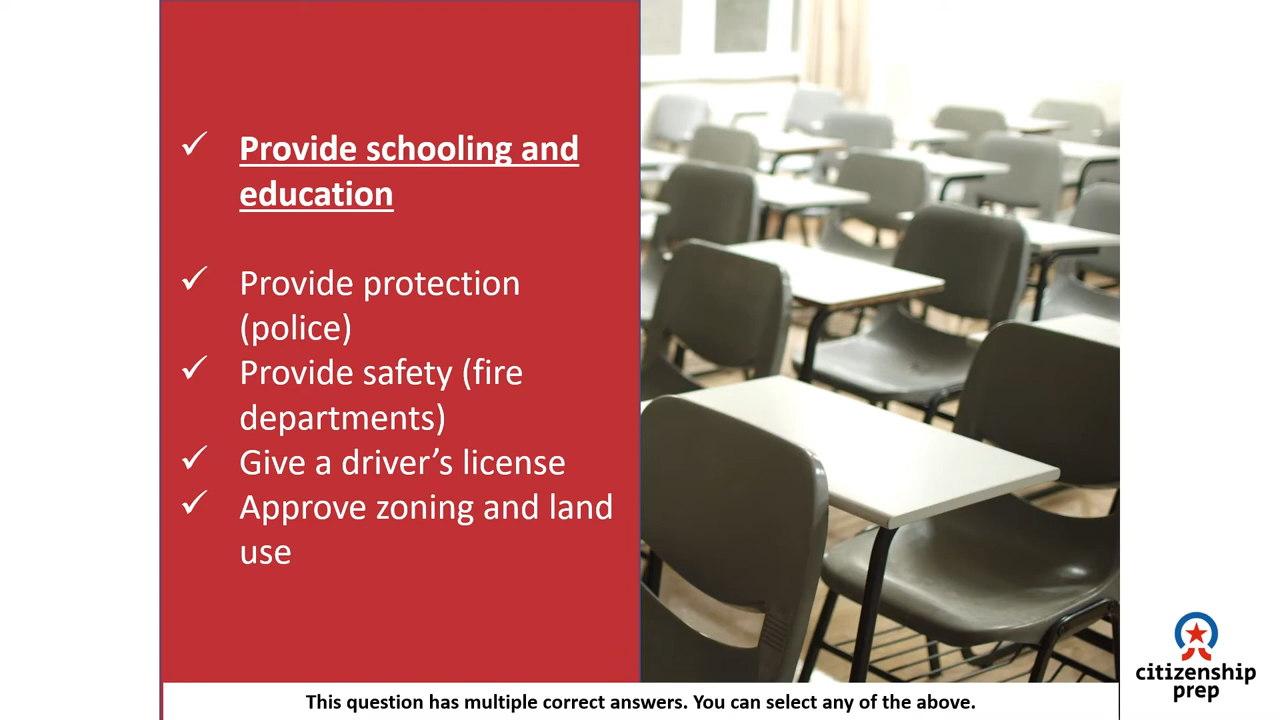 ✓ Provide schooling and
education
✓ Provide protection
(police)
✓ Provide safety (fire
departments)
✓ Give a driver’s license
✓ Approve zoning and land
use
This question has multiple correct answers. You can select any of the above.
citizenship
prep